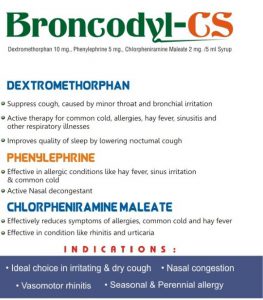 Broncodyl-CS
Dextromethorphan 10 mg., Phenylephrine 5 mg., Chlorpheniramine Maleate 2 mg /5 ml Syrup
DEXTROMETHORPHAN
• Suppress cough, caused by minor throat and bronchial irritation
• Active therapy for common cold, allergies, hay fever, sinusitis and
other respiratory illnesses
• Improves quality of sleep by lowering nocturnal cough
PHENYLEPHRINE
• Effective in allergic conditions like hay fever, sinus irritation
& common cold
• Active Nasal decongestant
CHLORPHENIRAMINE MALEATE
• Effectively reduces symptoms of allergies, common cold and hay fever
• Effective in condition like rhinitis and urticaria
INDICATIONS :
• Ideal choice in irritating & dry cough • Nasal congestion
• Vasomotor rhinitis • Seasonal & Perennial allergy